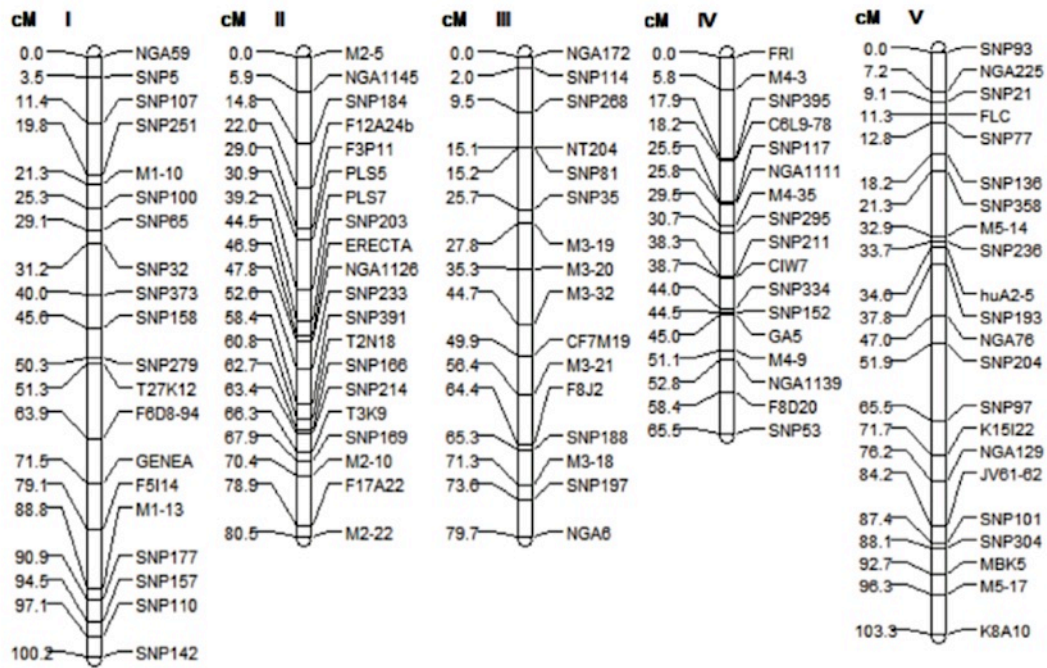 cM I
0.0 NGA59
3.5 SNP5
11.4 SNP107
19.8 SNP251
21.3 M1-10
25.3 SNP100
29.1 SNP65
31.2 SNP32
40.0 SNP373
45.6 SNP158
50.3 SNP279
51.3 T27K12
63.9 F6D8-94
71.5 GENEA
79.1 F5I14
88.8 M1-13
90.9 SNP177
94.5 SNP157
97.1 SNP110
100.2 SNP142
cM II
0.0 M2-5
5.9 NGA1145
14.8 SNP184
22.0 F12A24b
29.0 F3P11
30.9 PLS5
39.2 PLS7
44.5 SNP203
46.9 ERECTA
47.8 NGA1126
52.6 SNP233
58.4 SNP391
60.8 T2N18
62.7 SNP166
63.4 SNP214
66.3 T3K9
67.9 SNP169
70.4 M2-10
78.9 F17A22
80.5 M2-22
cM III
0.0 NGA172
2.0 SNP114
9.5 SNP268
15.1 NT204
15.2 SNP81
25.7 SNP35
27.8 M3-19
35.3 M3-20
44.7 M3-32
49.9 CF7M19
56.4 M3-21
64.4 F8J2
65.3 SNP188
71.3 M3-18
73.6 SNP197
79.7 NGA6
cM IV
0.0 FRI
5.8 M4-3
17.9 SNP395
18.2 C6L9-78
25.5 SNP117
25.8 NGA1111
29.5 M4-35
30.7 SNP295
38.3 SNP211
38.7 CIW7
44.0 SNP334
44.5 SNP152
45.0 GA5
51.1 M4-9
52.8 NGA1139
58.4 F8D20
65.5 SNP53
cM V
0.0 SNP93
7.2 NGA225
9.1 SNP21
11.3 FLC
12.8 SNP77
18.2 SNP136
21.3 SNP358
32.9 M5-14
33.7 SNP236
34.6 huA2-5
37.8 SNP193
47.0 NGA76
51.9 SNP204
65.5 SNP97
71.7 K15I22
76.2 NGA129
84.2 JV61-62
87.4 SNP101
88.1 SNP304
92.7 MBK5
96.3 M5-17
103.3 K8A10